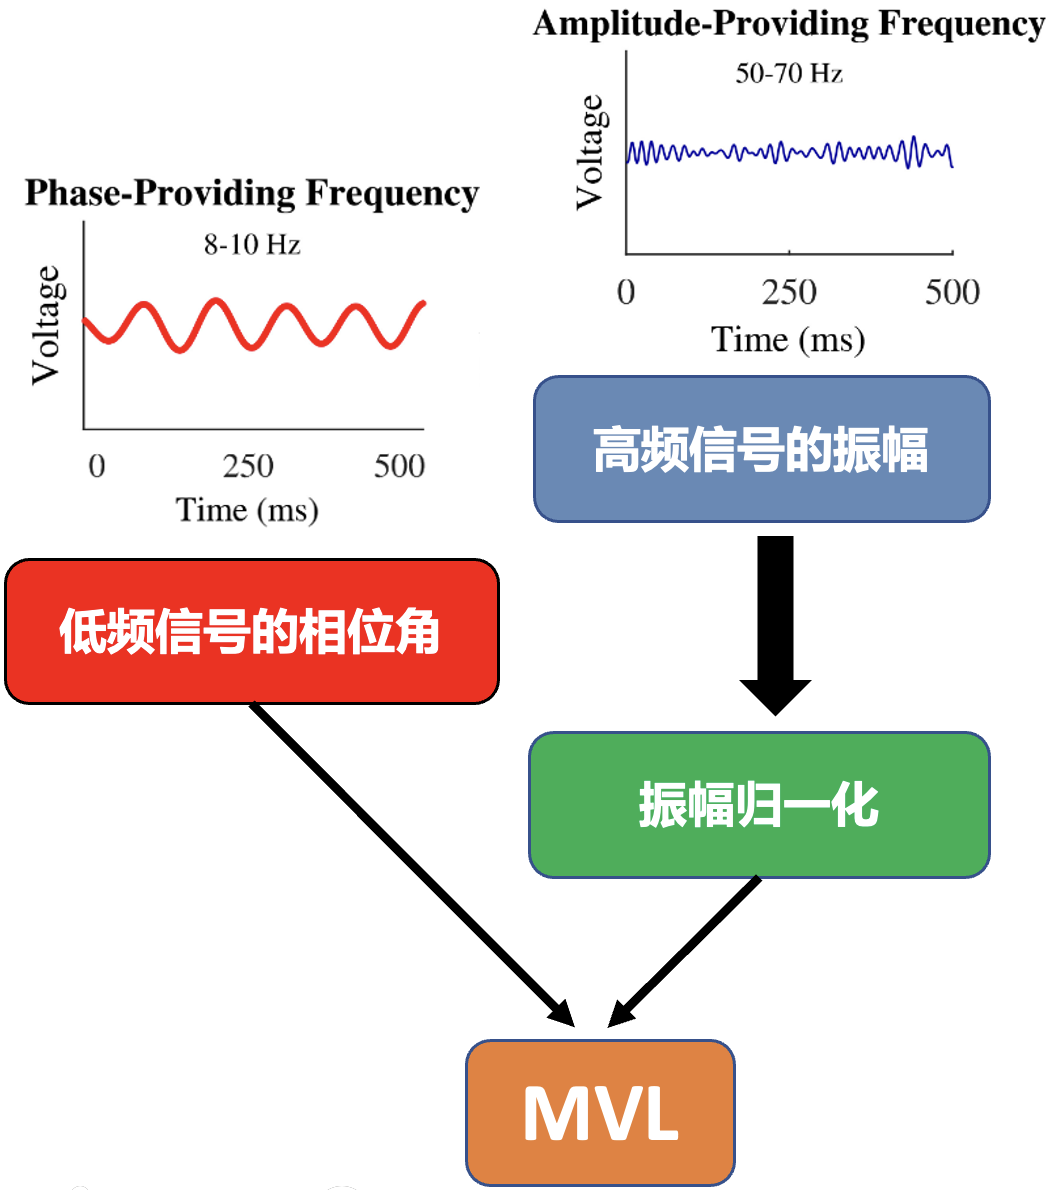 Amplitude-Providing Frequency
50-70 Hz
Voltage
0 250 500
Time (ms)
Phase-Providing Frequency
8-10 Hz
Voltage
0 250 500
Time (ms)
高频信号的振幅
低频信号的相位角
振幅归一化
MVL